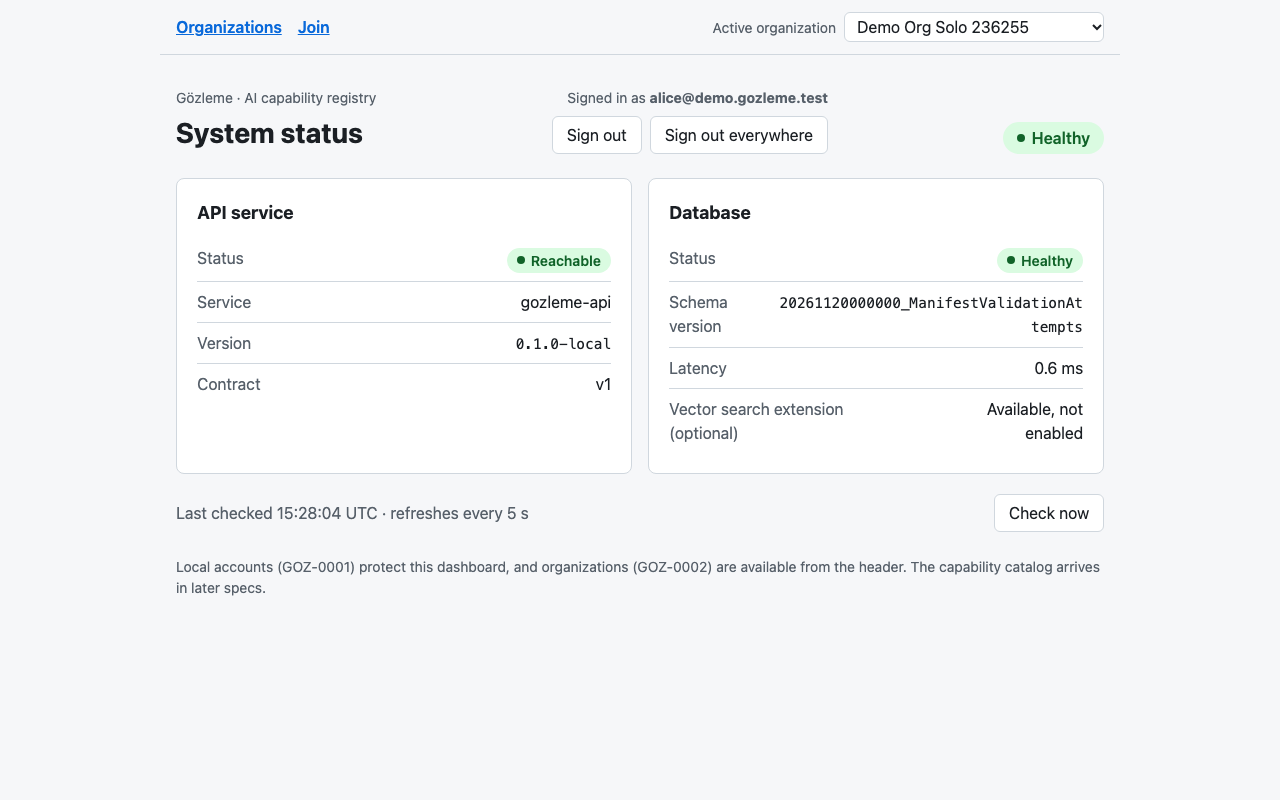 Organizations Join Active organization Demo Org Solo 236255
Gözleme · AI capability registry
System status
Signed in as alice@demo.gozleme.test
Sign out Sign out everywhere
Healthy
API service
Status Reachable
Service gozleme-api
Version 0.1.0-local
Contract v1
Database
Status Healthy
Schema version 20261120000000_ManifestValidationAt
tempts
Latency 0.6 ms
Vector search extension (optional) Available, not
enabled
Last checked 15:28:04 UTC · refreshes every 5 s Check now
Local accounts (GOZ-0001) protect this dashboard, and organizations (GOZ-0002) are available from the header. The capability catalog arrives
in later specs.